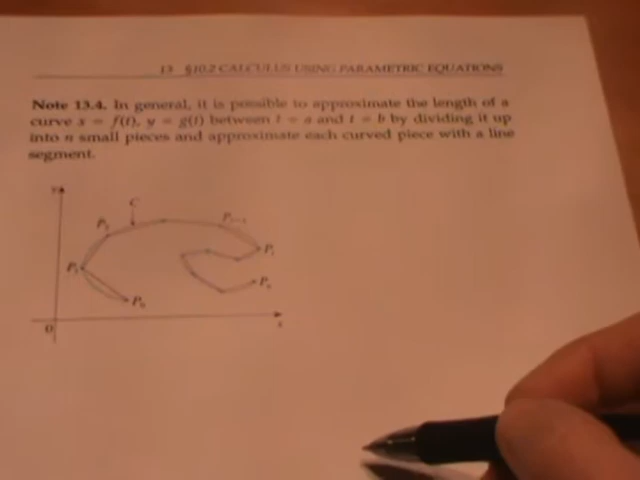 13 §10.2 CALCULUS USING PARAMETRIC EQUATIONS
Note 13.4. In general, it is possible to approximate the length of a
curve x = f(t), y = g(t) between t = a and t = b by dividing it up
into n small pieces and approximate each curved piece with a line
segment.
y
C
P₂
Pᵢ₋₁
P₁
Pᵢ
Pₙ
P₀
0
x